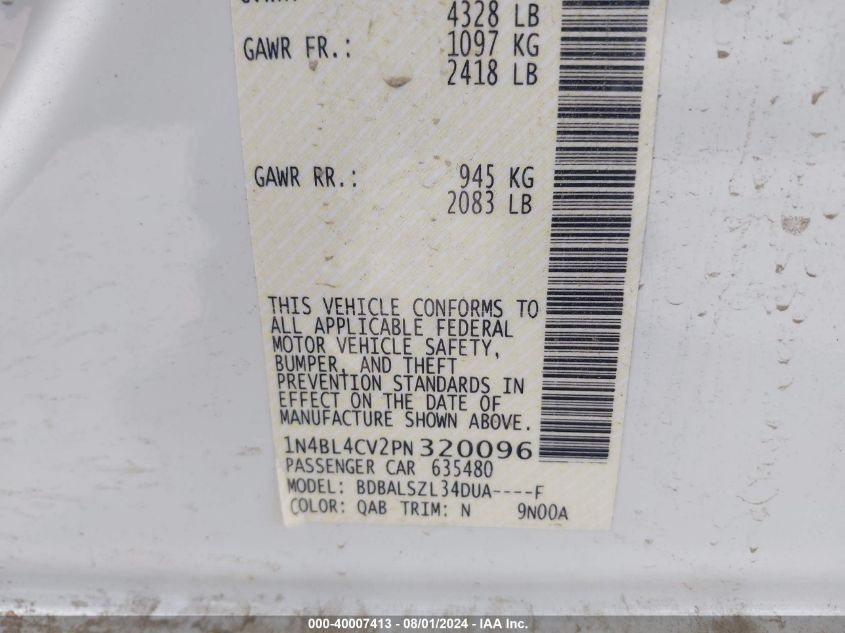 4328 LB
GAWR FR.: 1097 KG
2418 LB
GAWR RR.: 945 KG
2083 LB
THIS VEHICLE CONFORMS TO
ALL APPLICABLE FEDERAL
MOTOR VEHICLE SAFETY,
BUMPER, AND THEFT
PREVENTION STANDARDS IN
EFFECT ON THE DATE OF
MANUFACTURE SHOWN ABOVE.
1N4BL4CV2PN320096
PASSENGER CAR 635480
MODEL: BDBALSZL34DUA----F
COLOR: QAB TRIM: N 9N00A
000-40007413 - 08/01/2024 - IAA Inc.